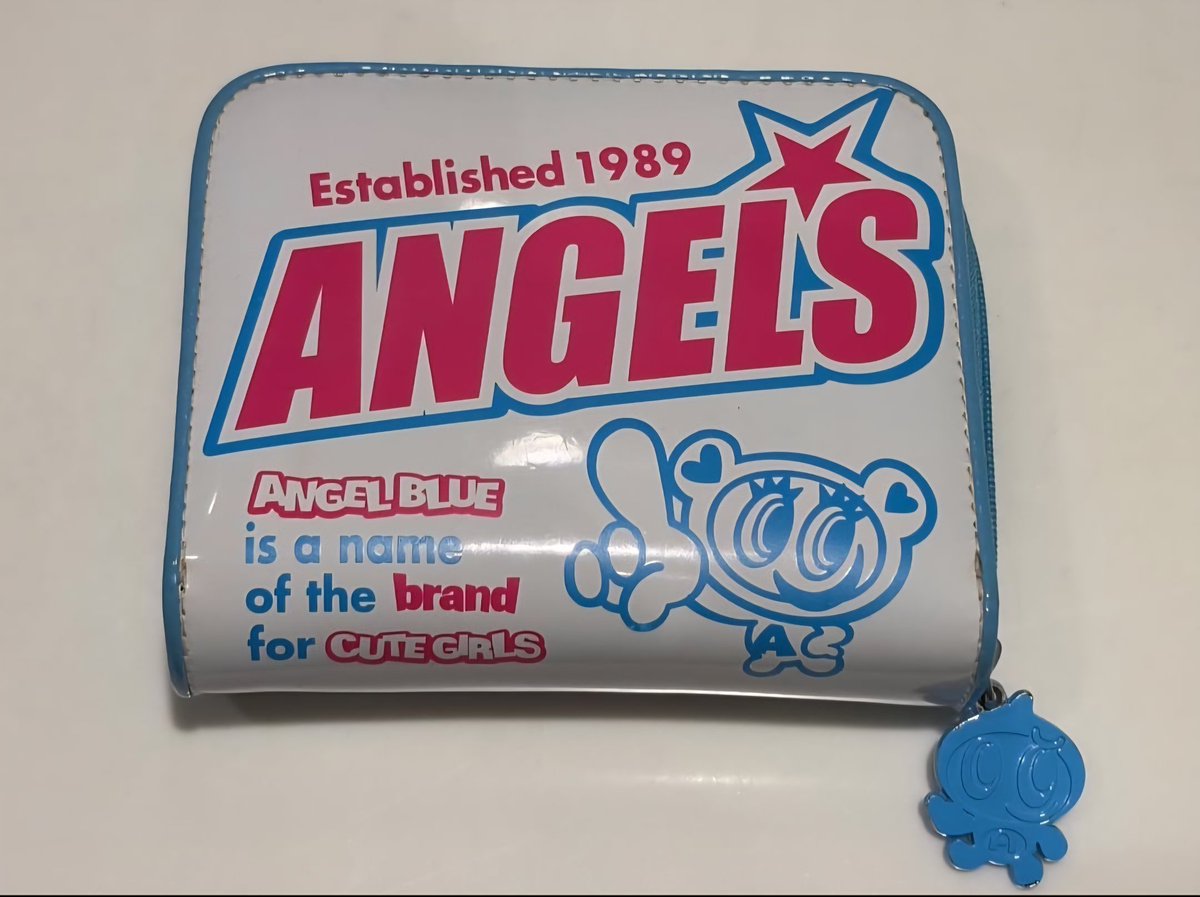 Established 1989
ANGELS
ANGEL BLUE
is a name
of the brand
for CUTE GIRLS
A
A